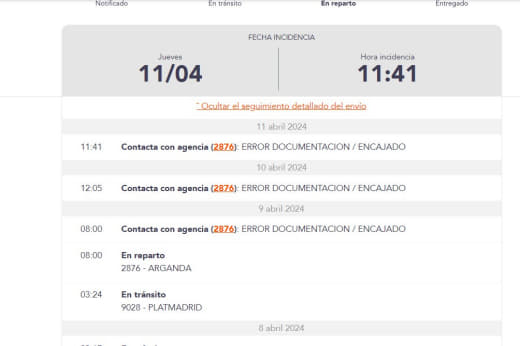 Notificado En tránsito En reparto Entregado
FECHA INCIDENCIA
Jueves Hora incidencia
11/04 11:41
Ocultar el seguimiento detallado del envío
11 abril 2024
11:41 Contacta con agencia (2876): ERROR DOCUMENTACION / ENCAJADO
10 abril 2024
12:05 Contacta con agencia (2876): ERROR DOCUMENTACION / ENCAJADO
9 abril 2024
08:00 Contacta con agencia (2876): ERROR DOCUMENTACION / ENCAJADO
08:00 En reparto
2876 - ARGANDA
03:24 En tránsito
9028 - PLATMADRID
8 abril 2024